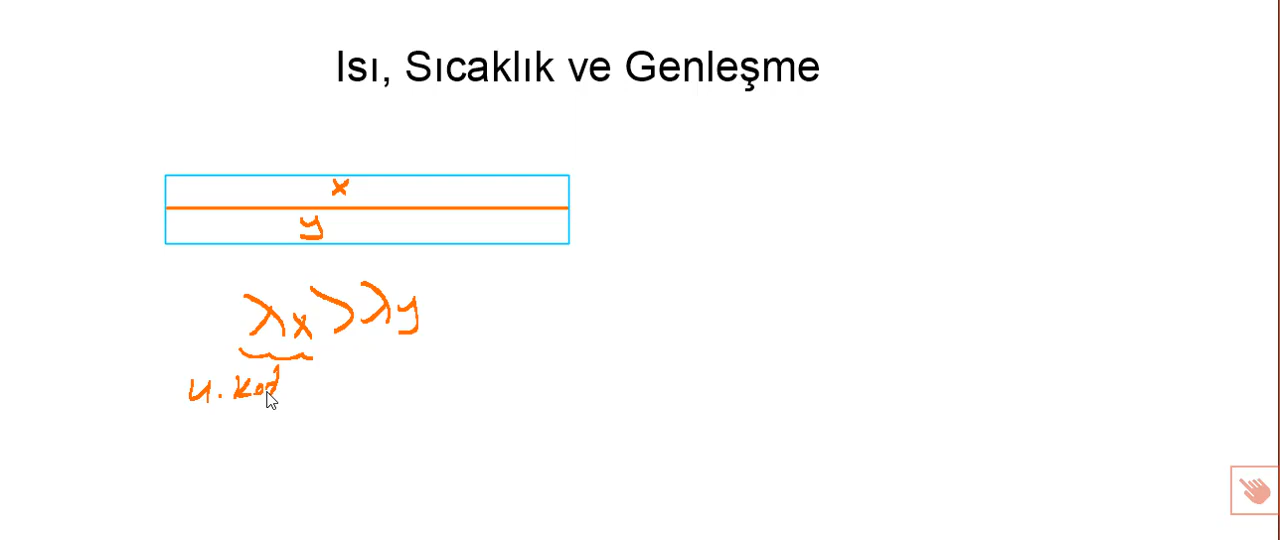 Isı, Sıcaklık ve Genleşme
x
y
λx > λy
u. kat